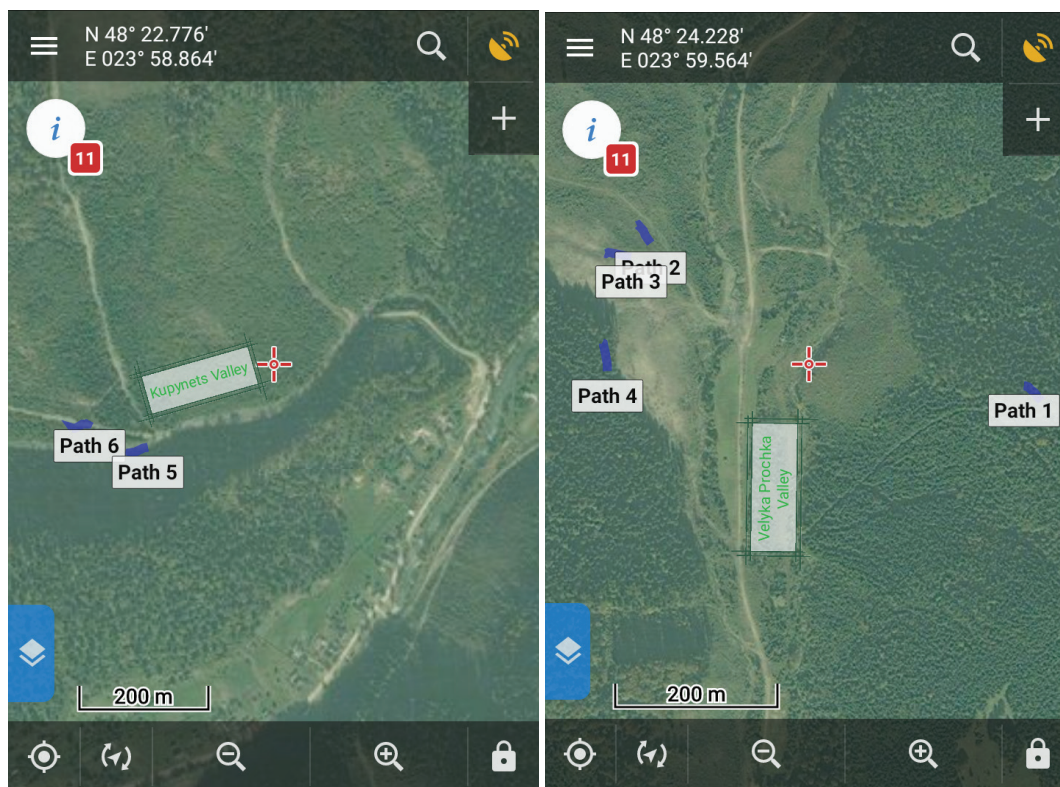 N 48° 22.776'
E 023° 58.864'
i
11
Kupynets Valley
Path 6
Path 5
200 m
N 48° 24.228'
E 023° 59.564'
i
11
Path 2
Path 3
Path 4
Path 1
Velyka Prochka
Valley
200 m